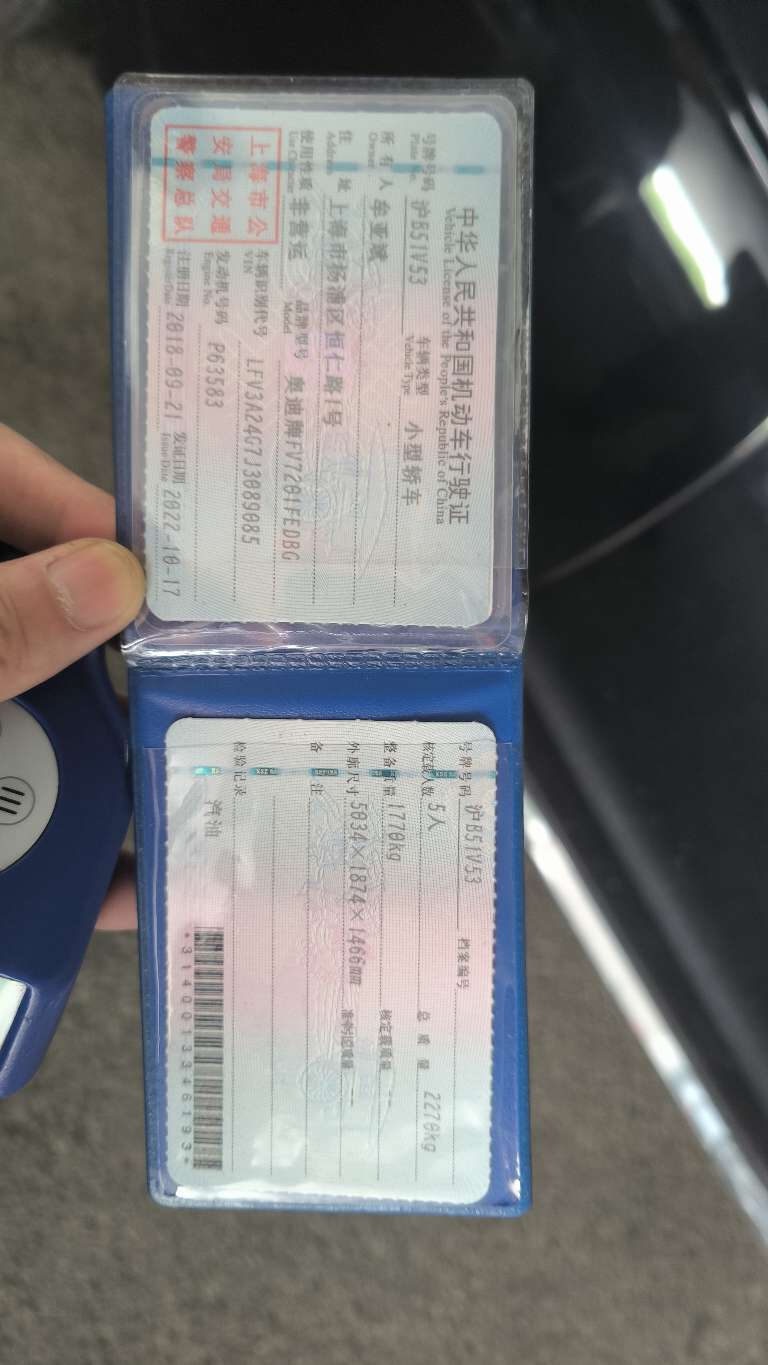 中华人民共和国机动车行驶证
Vehicle License of the People's Republic of China
号牌号码 沪B51V53 车辆类型 小型轿车
Plate No. Vehicle Type
所有人 牟亚斌
Owner
住址 上海市杨浦区恒仁路1号
Address
使用性质 非营运 品牌型号 奥迪牌FV7201FEDBG
Use Character Model
上海市公
安局交通
警察总队
车辆识别代号 LFV3A24G7J3089085
VIN
发动机号码 P63583
Engine No.
注册日期 2018-09-21 发证日期 2022-10-17
Register Date Issue Date
号牌号码 沪B51V53 档案编号
核定载人数 5人 总质量 2270kg
整备质量 1770kg 核定载质量 --
外廓尺寸 5034×1874×1466mm 准牵引总质量 --
备注
检验记录
汽油
*3140013346193*